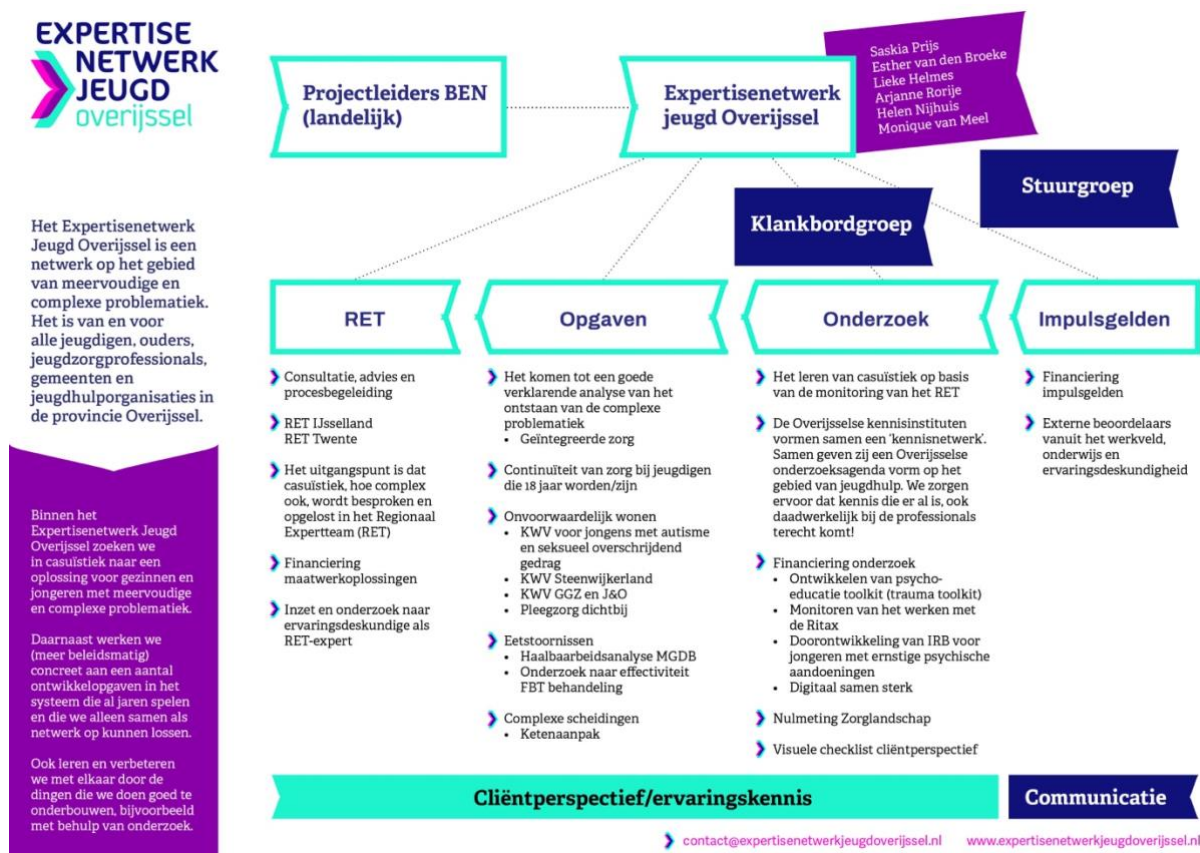 EXPERTISE
NETWERK
JEUGD
overijssel
Het Expertisenetwerk
Jeugd Overijssel is een
netwerk op het gebied
van meervoudige en
complexe problematiek.
Het is van en voor
alle jeugdigen, ouders,
jeugdzorgprofessionals,
gemeenten en
jeugdhulporganisaties in
de provincie Overijssel.
Binnen het
Expertisenetwerk Jeugd
Overijssel zoeken we
in casuïstiek naar een
oplossing voor gezinnen en
jongeren met meervoudige
en complexe problematiek.
Daarnaast werken we
(meer beleidsmatig)
concreet aan een aantal
ontwikkelopgaven in het
systeem die al jaren spelen
en die we alleen samen als
netwerk op kunnen lossen.
Ook leren en verbeteren
we met elkaar door de
dingen die we doen goed te
onderbouwen, bijvoorbeeld
met behulp van onderzoek.
Projectleiders BEN
(landelijk)
Expertisenetwerk
jeugd Overijssel
Saskia Prijs
Esther van den Broeke
Lieke Helmes
Arjanne Rorije
Helen Nijhuis
Monique van Meel
Stuurgroep
Klankbordgroep
RET
Consultatie, advies en
procesbegeleiding
RET IJsselland
RET Twente
Het uitgangspunt is dat
casuïstiek, hoe complex
ook, wordt besproken en
opgelost in het Regionaal
Expertteam (RET)
Financiering
maatwerkoplossingen
Inzet en onderzoek naar
ervaringsdeskundige als
RET-expert
Opgaven
Het komen tot een goede
verklarende analyse van het
ontstaan van de complexe
problematiek
• Geïntegreerde zorg
Continuïteit van zorg bij jeugdigen
die 18 jaar worden/zijn
Onvoorwaardelijk wonen
• KWV voor jongens met autisme
en seksueel overschrijdend
gedrag
• KWV Steenwijkerland
• KWV GGZ en J&O
• Pleegzorg dichtbij
Eetstoornissen
• Haalbaarbeidsanalyse MGDB
• Onderzoek naar effectiviteit
FBT behandeling
Complexe scheidingen
• Ketenaanpak
Onderzoek
Het leren van casuïstiek op basis
van de monitoring van het RET
De Overijsselse kennisinstituten
vormen samen een 'kennisnetwerk'.
Samen geven zij een Overijsselse
onderzoeksagenda vorm op het
gebied van jeugdhulp. We zorgen
ervoor dat kennis die er al is, ook
daadwerkelijk bij de professionals
terecht komt!
Financiering onderzoek
• Ontwikkelen van psycho-
educatie toolkit (trauma toolkit)
• Monitoren van het werken met
de Ritax
• Doorontwikkeling van IRB voor
jongeren met ernstige psychische
aandoeningen
• Digitaal samen sterk
Nulmeting Zorglandschap
Visuele checklist cliëntperspectief
Impulsgelden
Financiering
impulsgelden
Externe beoordelaars
vanuit het werkveld,
onderwijs en
ervaringsdeskundigheid
Cliëntperspectief/ervaringskennis
Communicatie
contact@expertisenetwerkjeugdoverijssel.nl www.expertisenetwerkjeugdoverijssel.nl